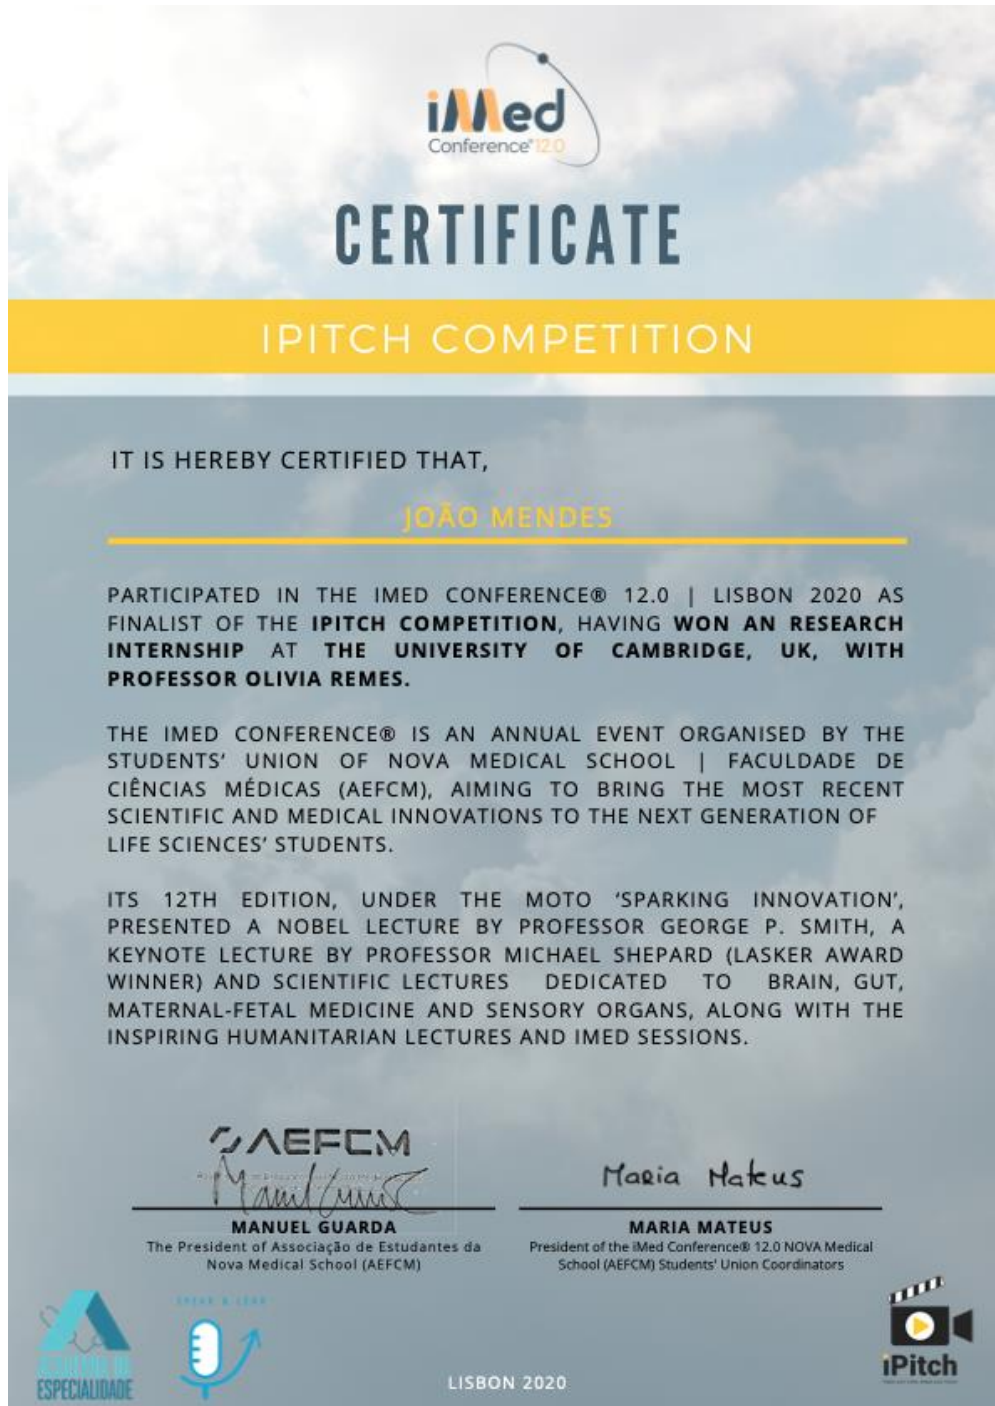 iMed
Conference® 12.0
CERTIFICATE
IPITCH COMPETITION
IT IS HEREBY CERTIFIED THAT,
JOÃO MENDES
PARTICIPATED IN THE IMED CONFERENCE® 12.0 | LISBON 2020 AS
FINALIST OF THE IPITCH COMPETITION, HAVING WON AN RESEARCH
INTERNSHIP AT THE UNIVERSITY OF CAMBRIDGE, UK, WITH
PROFESSOR OLIVIA REMES.
THE IMED CONFERENCE® IS AN ANNUAL EVENT ORGANISED BY THE
STUDENTS’ UNION OF NOVA MEDICAL SCHOOL | FACULDADE DE
CIÊNCIAS MÉDICAS (AEFCM), AIMING TO BRING THE MOST RECENT
SCIENTIFIC AND MEDICAL INNOVATIONS TO THE NEXT GENERATION OF
LIFE SCIENCES’ STUDENTS.
ITS 12TH EDITION, UNDER THE MOTO ‘SPARKING INNOVATION’,
PRESENTED A NOBEL LECTURE BY PROFESSOR GEORGE P. SMITH, A
KEYNOTE LECTURE BY PROFESSOR MICHAEL SHEPARD (LASKER AWARD
WINNER) AND SCIENTIFIC LECTURES DEDICATED TO BRAIN, GUT,
MATERNAL-FETAL MEDICINE AND SENSORY ORGANS, ALONG WITH THE
INSPIRING HUMANITARIAN LECTURES AND IMED SESSIONS.
AEFCM
Maria Mateus
MANUEL GUARDA
The President of Associação de Estudantes da
Nova Medical School (AEFCM)
MARIA MATEUS
President of the iMed Conference® 12.0 NOVA Medical
School (AEFCM) Students' Union Coordinators
SPEAK & LEAD
ACADEMIA DE
ESPECIALIDADE
iPitch
LISBON 2020